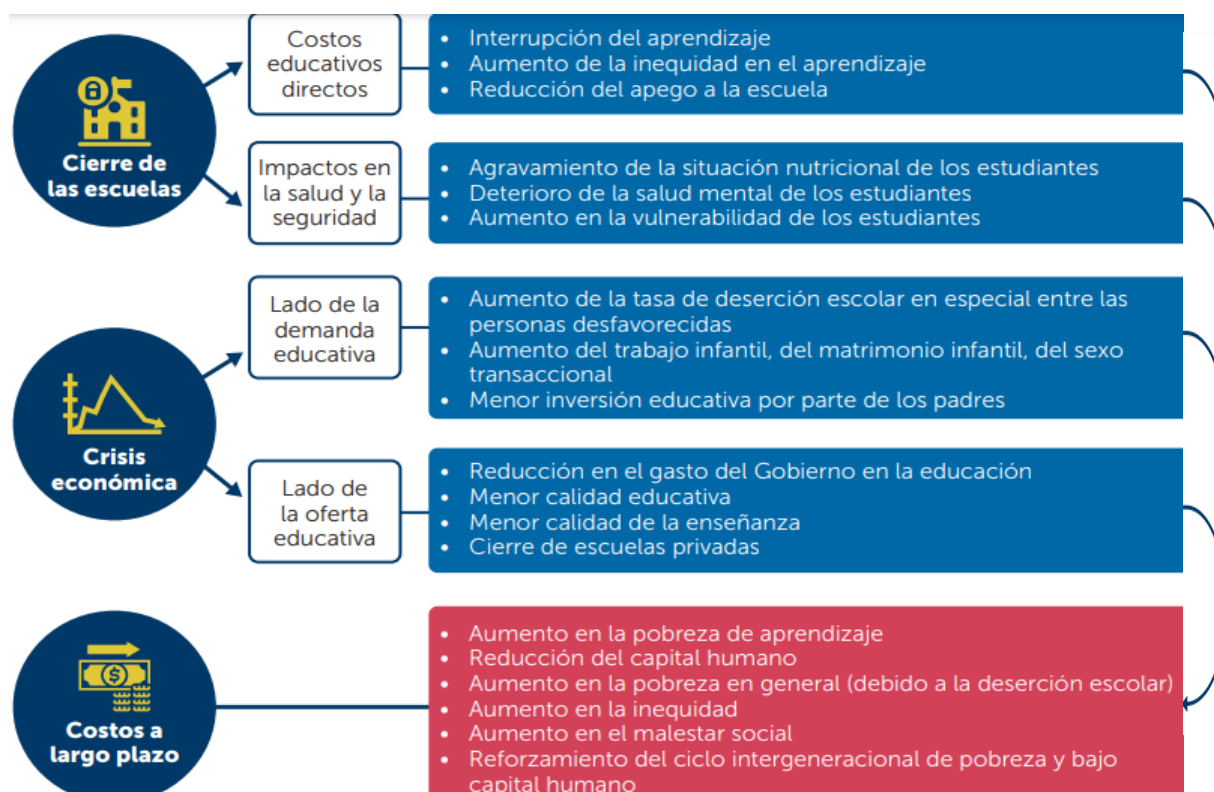 Cierre de
las escuelas
Costos
educativos
directos
• Interrupción del aprendizaje
• Aumento de la inequidad en el aprendizaje
• Reducción del apego a la escuela
Impactos en
la salud y la
seguridad
• Agravamiento de la situación nutricional de los estudiantes
• Deterioro de la salud mental de los estudiantes
• Aumento en la vulnerabilidad de los estudiantes
Crisis
económica
Lado de la
demanda
educativa
• Aumento de la tasa de deserción escolar en especial entre las
personas desfavorecidas
• Aumento del trabajo infantil, del matrimonio infantil, del sexo
transaccional
• Menor inversión educativa por parte de los padres
Lado de
la oferta
educativa
• Reducción en el gasto del Gobierno en la educación
• Menor calidad educativa
• Menor calidad de la enseñanza
• Cierre de escuelas privadas
Costos a
largo plazo
• Aumento en la pobreza de aprendizaje
• Reducción del capital humano
• Aumento en la pobreza en general (debido a la deserción escolar)
• Aumento en la inequidad
• Aumento en el malestar social
• Reforzamiento del ciclo intergeneracional de pobreza y bajo
capital humano